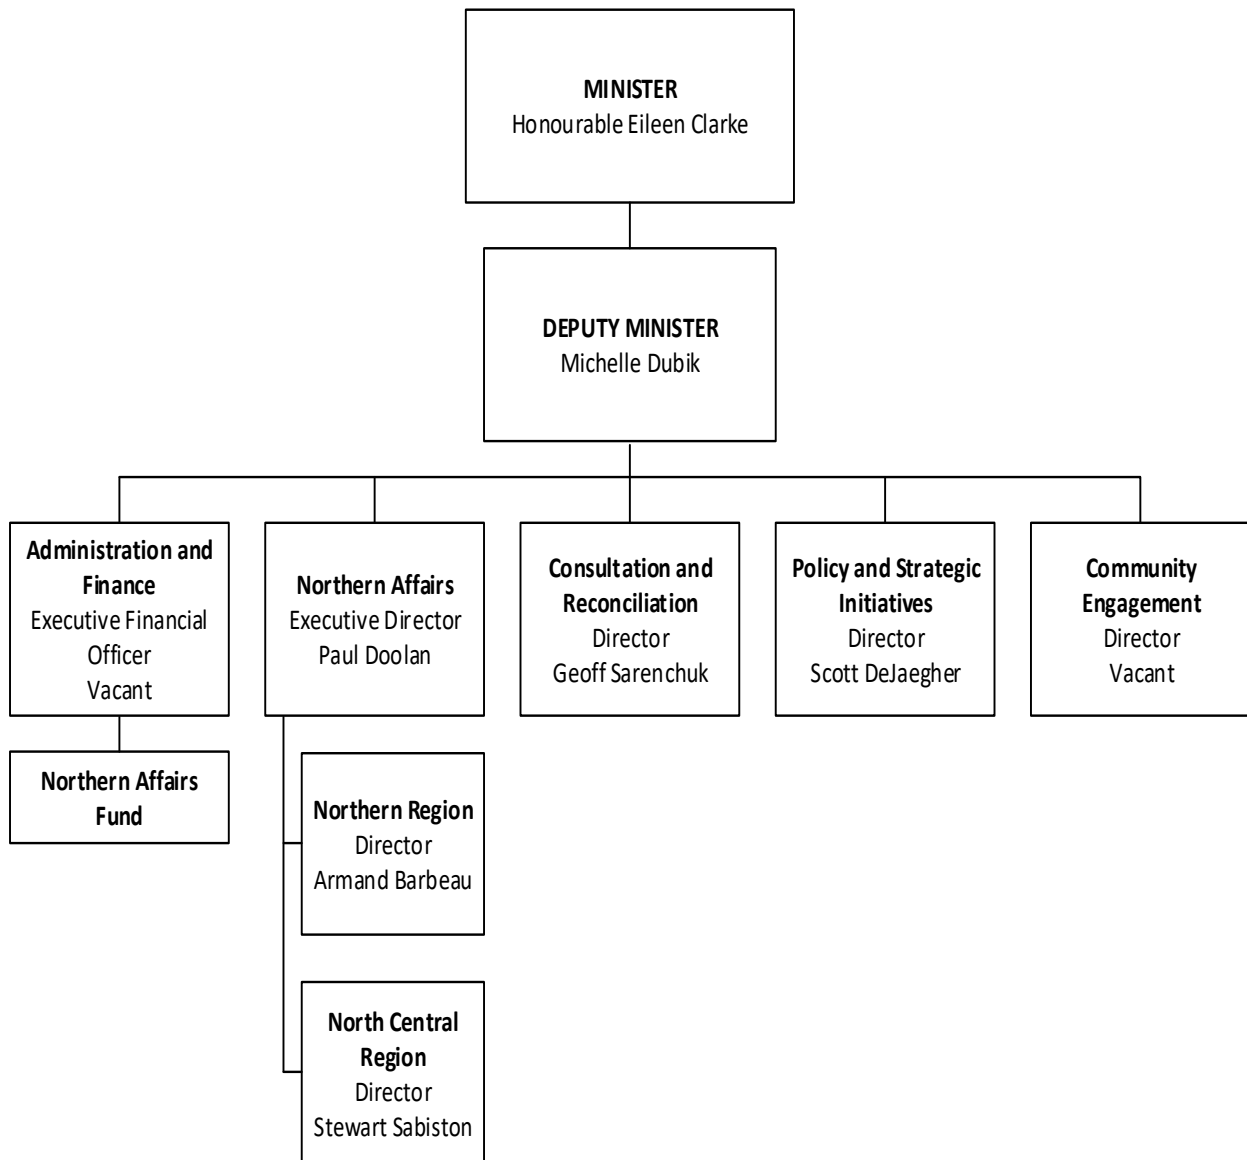 MINISTER
Honourable Eileen Clarke
DEPUTY MINISTER
Michelle Dubik
Administration and
Finance
Executive Financial
Officer
Vacant
Northern Affairs
Executive Director
Paul Doolan
Consultation and
Reconciliation
Director
Geoff Sarenchuk
Policy and Strategic
Initiatives
Director
Scott DeJaegher
Community
Engagement
Director
Vacant
Northern Affairs
Fund
Northern Region
Director
Armand Barbeau
North Central
Region
Director
Stewart Sabiston